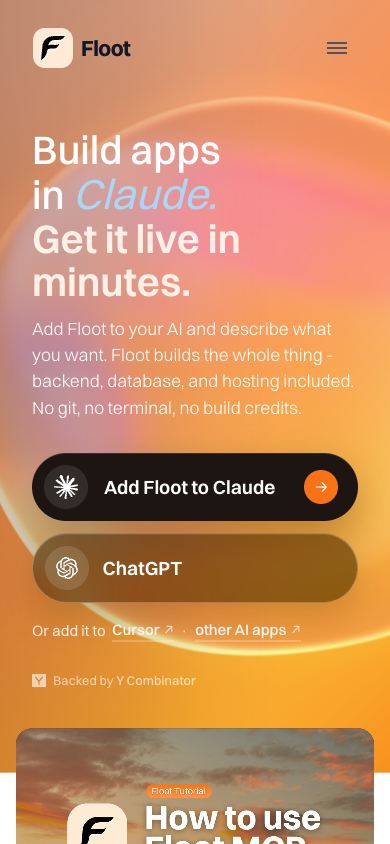 Floot
Build apps
in Claude.
Get it live in
minutes.
Add Floot to your AI and describe what
you want. Floot builds the whole thing -
backend, database, and hosting included.
No git, no terminal, no build credits.
Add Floot to Claude
ChatGPT
Or add it to Cursor ↗ · other AI apps ↗
Y Backed by Y Combinator
Floot Tutorial
How to use
Floot MCP